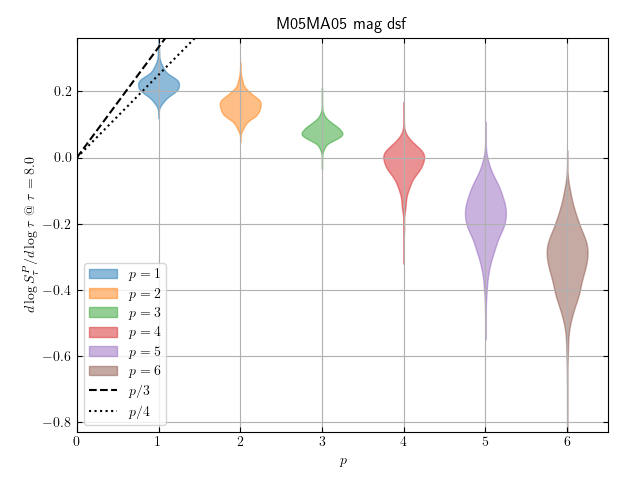 M05MA05 mag dsf
d log S_τ^P / d log τ @ τ = 8.0
0.2
0.0
−0.2
−0.4
−0.6
−0.8
p = 1
p = 2
p = 3
p = 4
p = 5
p = 6
p/3
p/4
0 1 2 3 4 5 6
p